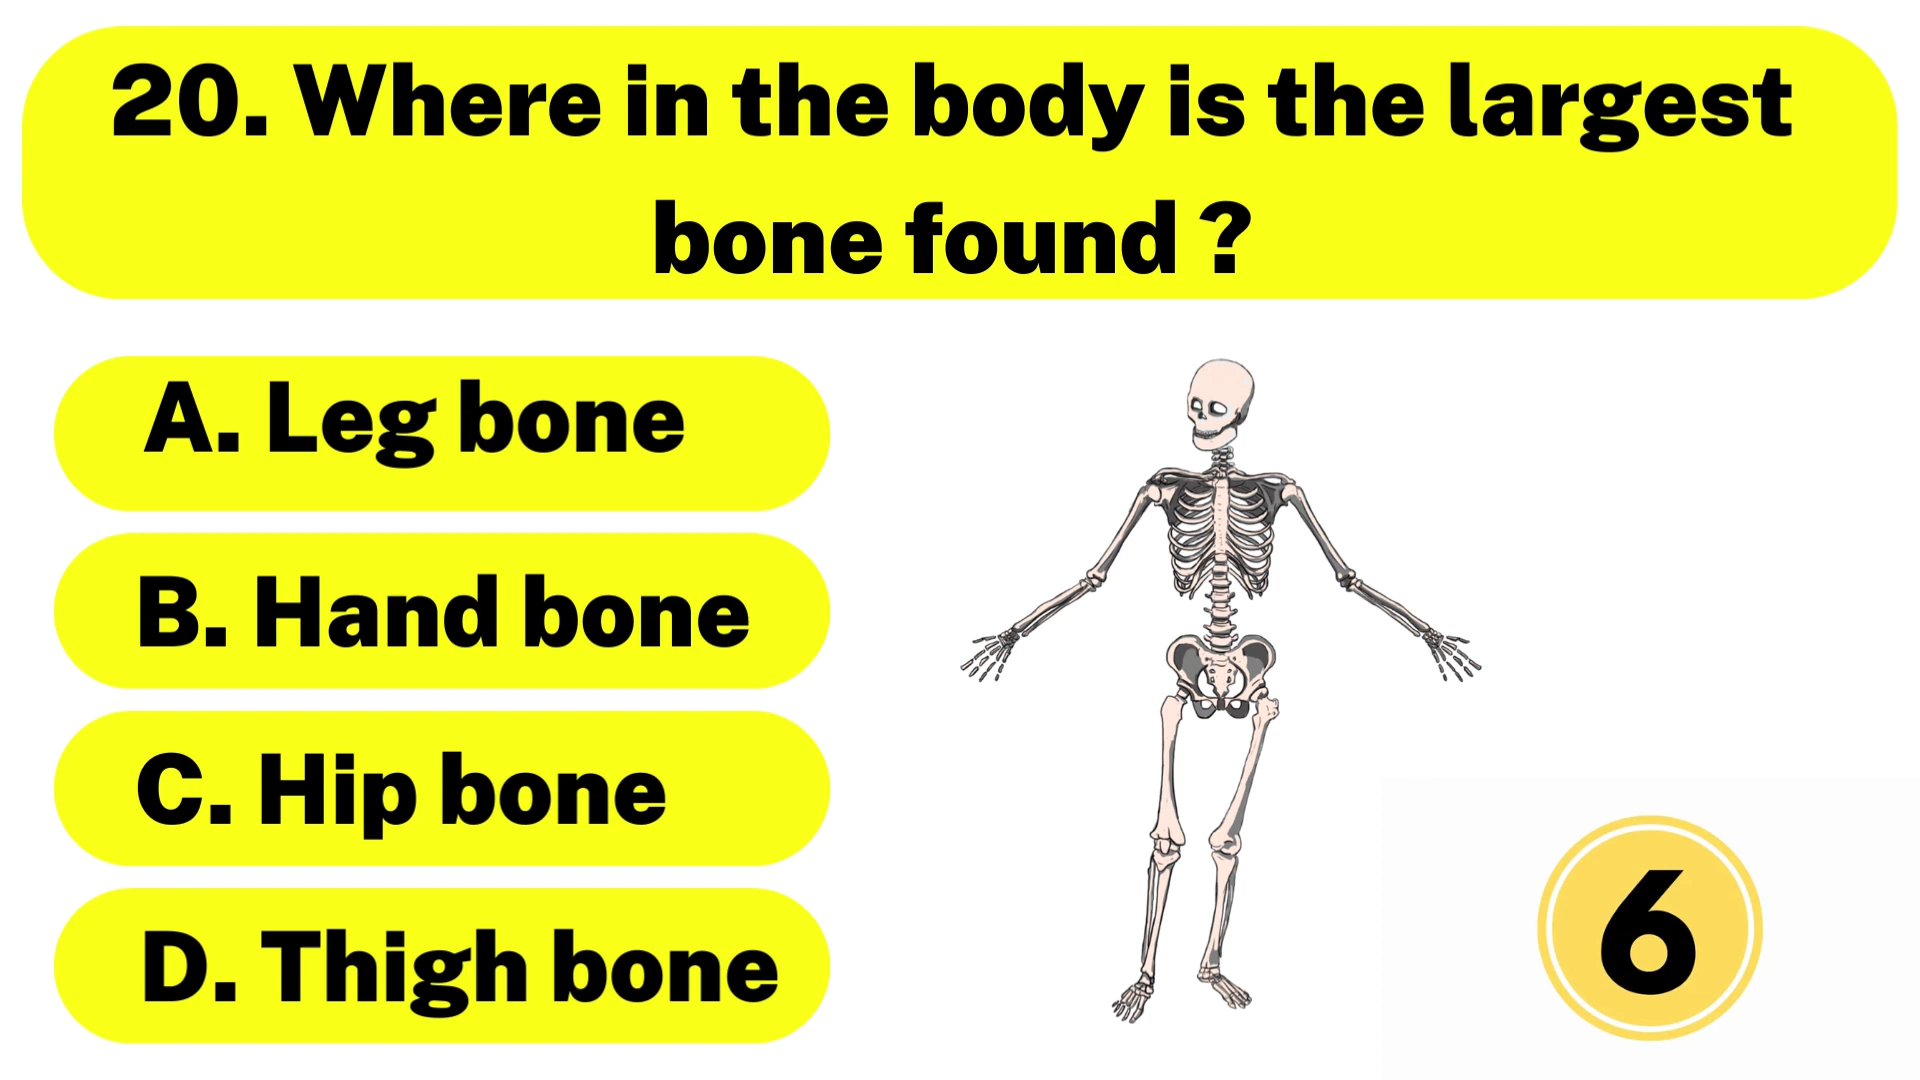 20. Where in the body is the largest
bone found ?
A. Leg bone
B. Hand bone
C. Hip bone
D. Thigh bone
6